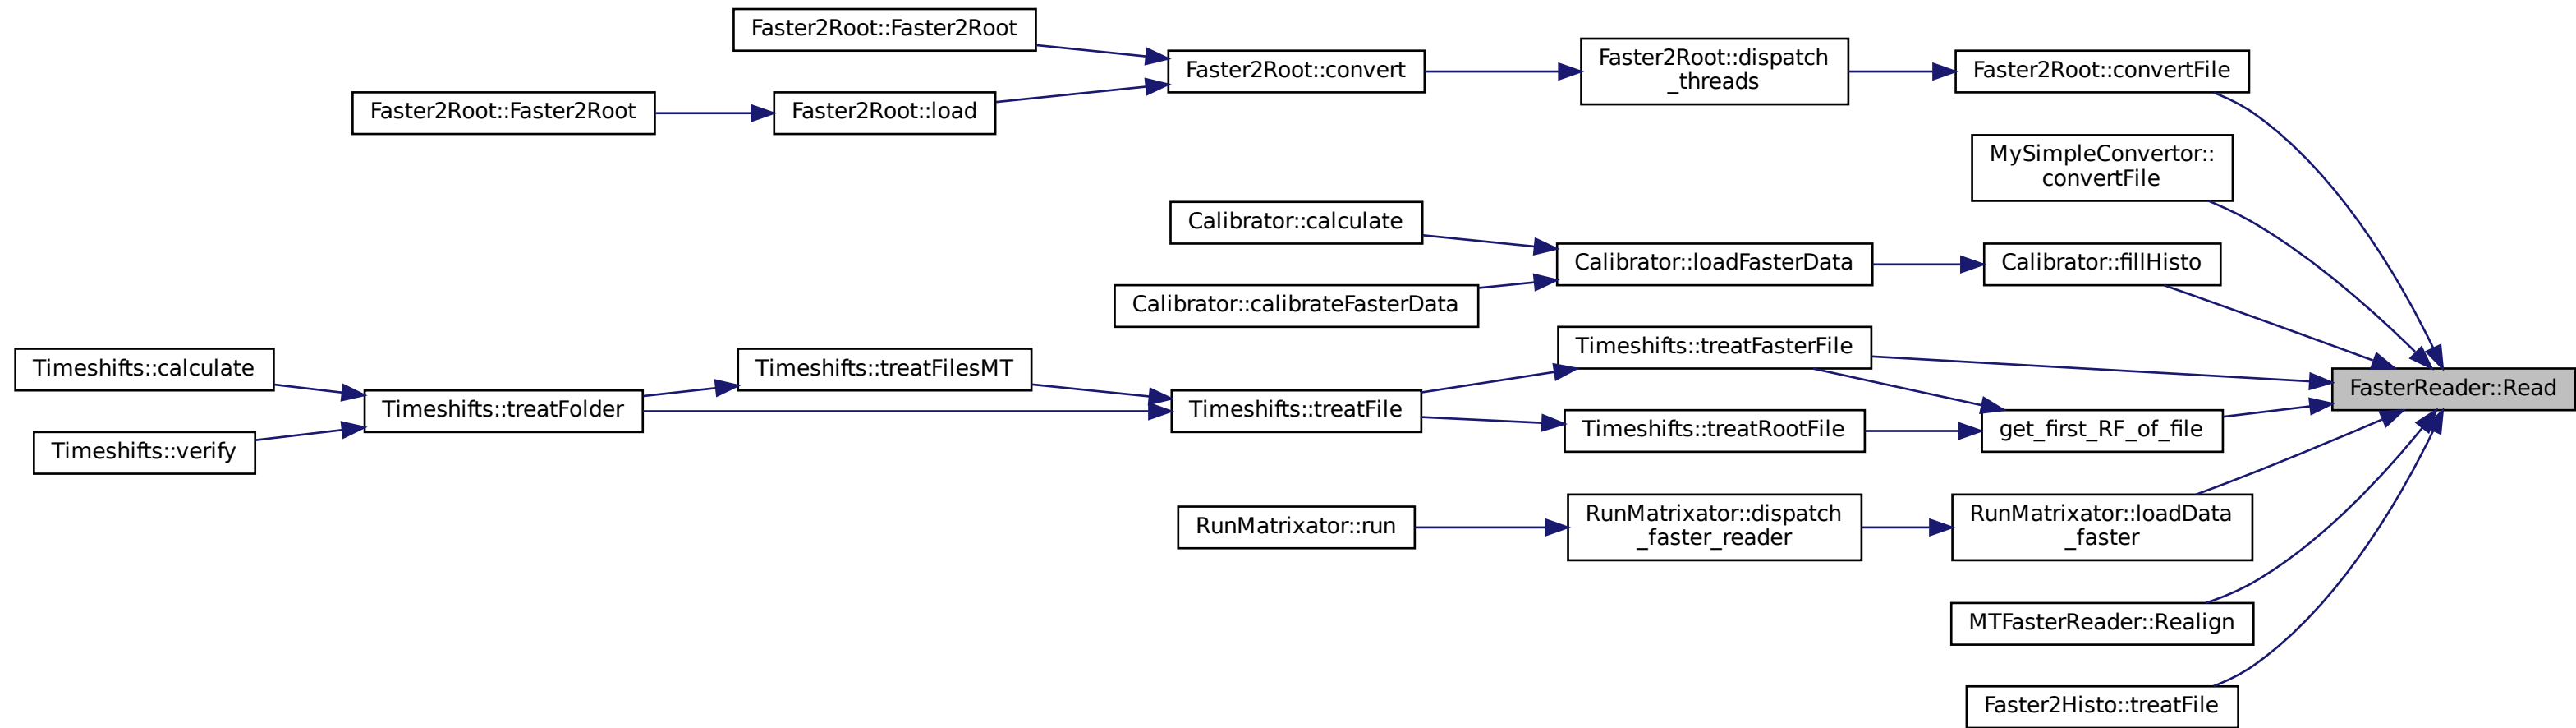 Faster2Root::Faster2Root
Faster2Root::convert
Faster2Root::dispatch
_threads
Faster2Root::convertFile
Faster2Root::Faster2Root
Faster2Root::load
MySimpleConvertor::
convertFile
Calibrator::calculate
Calibrator::loadFasterData
Calibrator::fillHisto
Calibrator::calibrateFasterData
Timeshifts::calculate
Timeshifts::treatFilesMT
Timeshifts::treatFasterFile
FasterReader::Read
Timeshifts::treatFolder
Timeshifts::treatFile
Timeshifts::treatRootFile
get_first_RF_of_file
Timeshifts::verify
RunMatrixator::run
RunMatrixator::dispatch
_faster_reader
RunMatrixator::loadData
_faster
MTFasterReader::Realign
Faster2Histo::treatFile